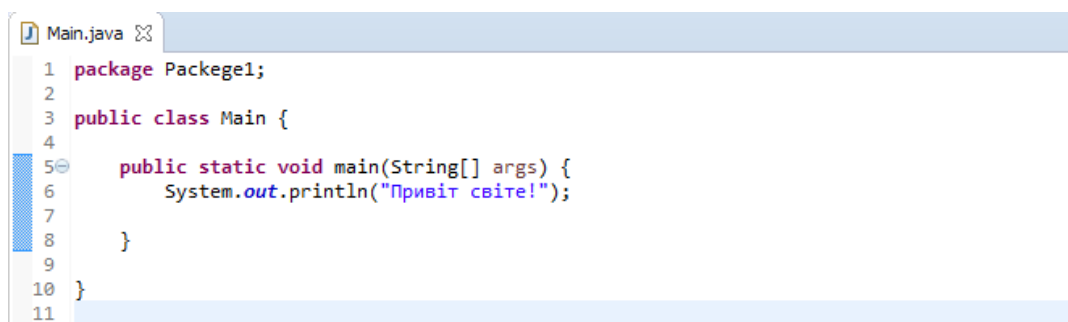 Main.java
1 package Packege1;
2
3 public class Main {
4
5 public static void main(String[] args) {
6 System.out.println("Привіт світе!");
7
8 }
9
10 }
11